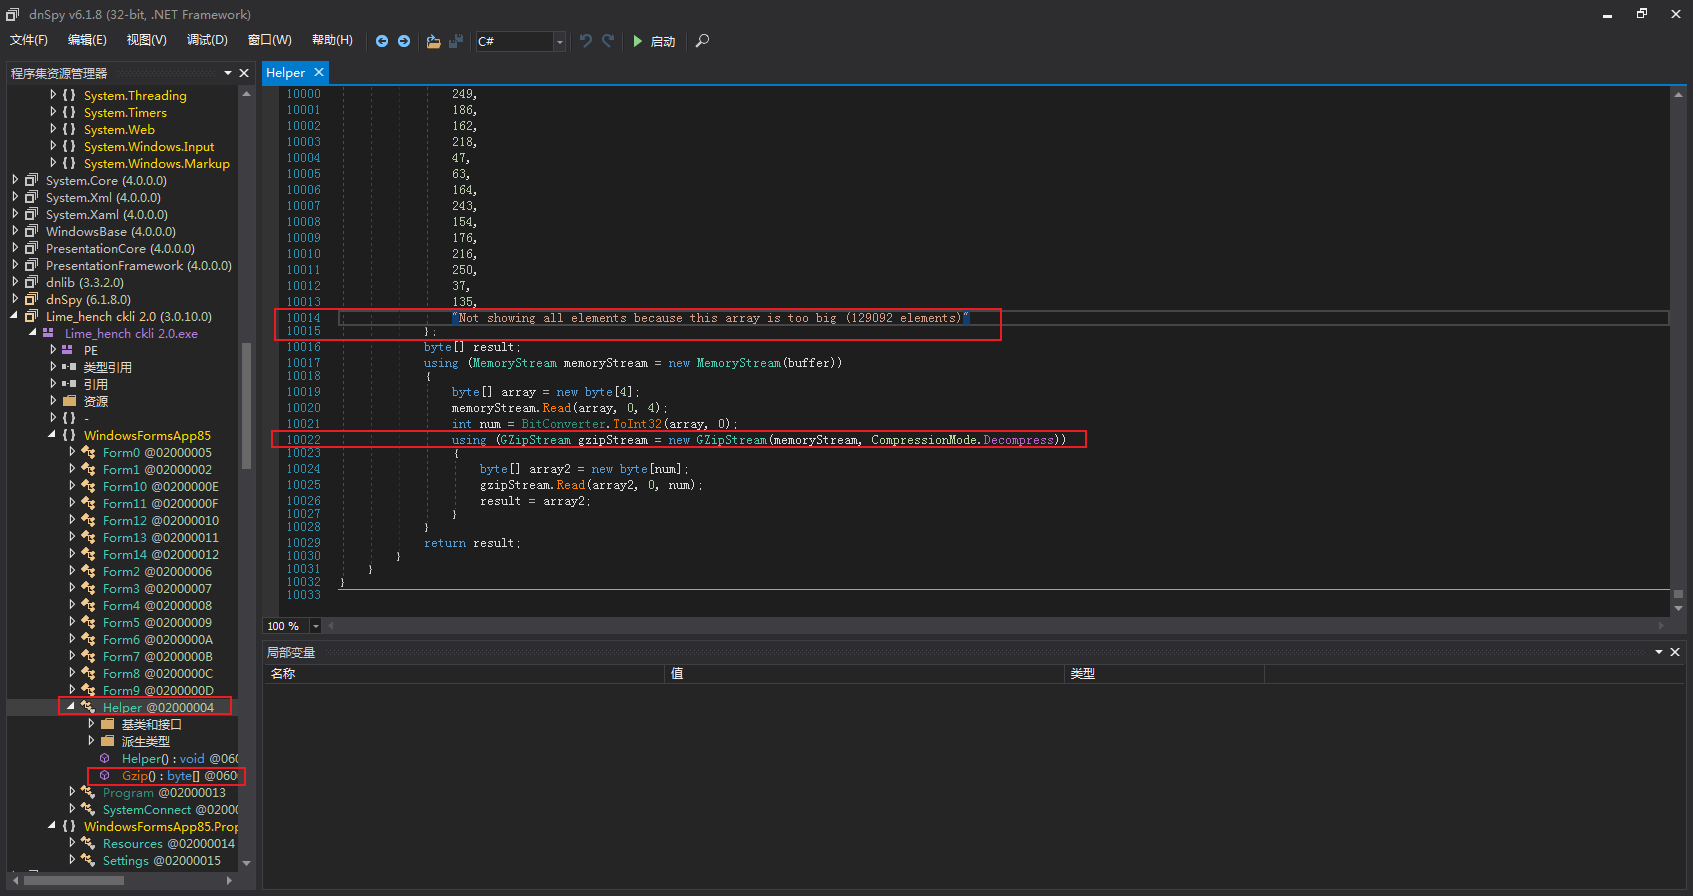 dnSpy v6.1.8 (32-bit, .NET Framework)
文件(F) 编辑(E) 视图(V) 调试(D) 窗口(W) 帮助(H) C# 启动
程序集资源管理器
System.Threading
System.Timers
System.Web
System.Windows.Input
System.Windows.Markup
System.Core (4.0.0.0)
System.Xml (4.0.0.0)
System.Xaml (4.0.0.0)
WindowsBase (4.0.0.0)
PresentationCore (4.0.0.0)
PresentationFramework (4.0.0.0)
dnlib (3.3.2.0)
dnSpy (6.1.8.0)
Lime_hench ckli 2.0 (3.0.10.0)
Lime_hench ckli 2.0.exe
PE
类型引用
引用
资源
{ } -
{ } WindowsFormsApp85
Form0 @02000005
Form1 @02000002
Form10 @0200000E
Form11 @0200000F
Form12 @02000010
Form13 @02000011
Form14 @02000012
Form2 @02000006
Form3 @02000007
Form4 @02000008
Form5 @02000009
Form6 @0200000A
Form7 @0200000B
Form8 @0200000C
Form9 @0200000D
Helper @02000004
基类和接口
派生类型
Helper() : void @060
Gzip() : byte[] @060
Program @02000013
SystemConnect @0200
{ } WindowsFormsApp85.Prop
Resources @02000014
Settings @02000015
Helper
10000 249,
10001 186,
10002 162,
10003 218,
10004 47,
10005 63,
10006 164,
10007 243,
10008 154,
10009 176,
10010 216,
10011 250,
10012 37,
10013 135,
10014 "Not showing all elements because this array is too big (129092 elements)"
10015 };
10016 byte[] result;
10017 using (MemoryStream memoryStream = new MemoryStream(buffer))
10018 {
10019 byte[] array = new byte[4];
10020 memoryStream.Read(array, 0, 4);
10021 int num = BitConverter.ToInt32(array, 0);
10022 using (GZipStream gzipStream = new GZipStream(memoryStream, CompressionMode.Decompress))
10023 {
10024 byte[] array2 = new byte[num];
10025 gzipStream.Read(array2, 0, num);
10026 result = array2;
10027 }
10028 }
10029 return result;
10030 }
10031 }
10032 }
10033
100 %
局部变量
名称 值 类型